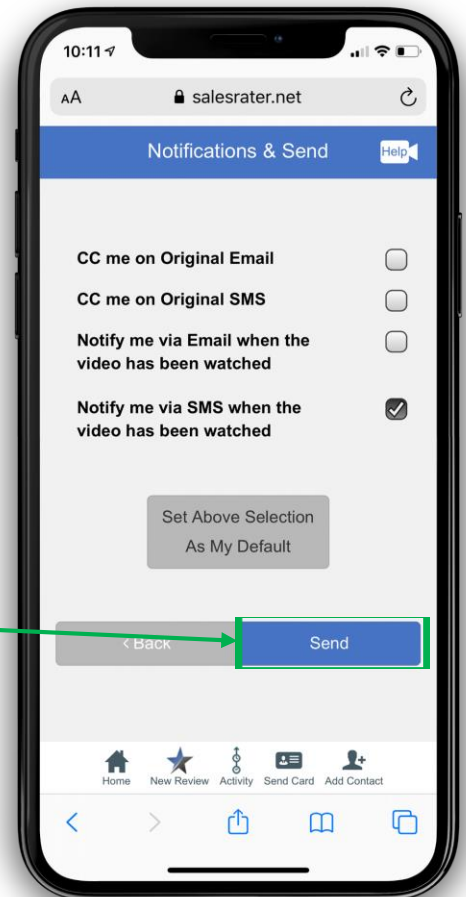 10:11
AA salesrater.net
Notifications & Send Help
CC me on Original Email
CC me on Original SMS
Notify me via Email when the
video has been watched
Notify me via SMS when the
video has been watched
Set Above Selection
As My Default
< Back Send
Home New Review Activity Send Card Add Contact